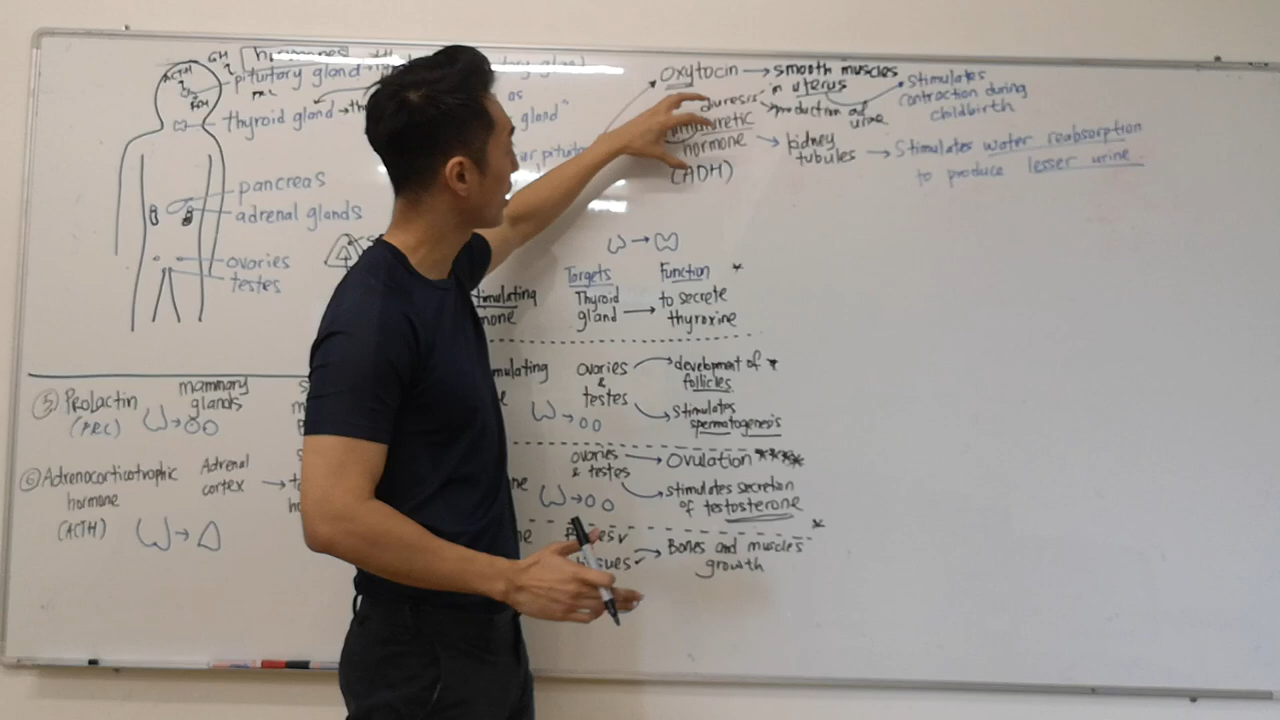 GH
hormones
ACTH
pituitory gland
PRL
FSH
as
gland"
thyroid gland
pancreas
adrenal glands
ovaries
testes
Oxytocin → smooth muscles
in uterus
Stimulates
contraction during
childbirth
diuresis → production of
urine
hormone
(ADH)
kidney
tubules
Stimulates water reabsorption
to produce lesser urine
Targets
Function *
Thyroid
gland
to secrete
thyroxine
ovaries
&
testes
development of *
follicles
stimulates
spermatogenesis
ovaries
& testes
Ovulation ****
stimulates secretion
of testosterone
*
Bones and muscles
growth
⑤ Prolactin
(PRL)
mammary
glands
⑥ Adrenocorticotrophic
hormone
(ACTH)
Adrenal
cortex